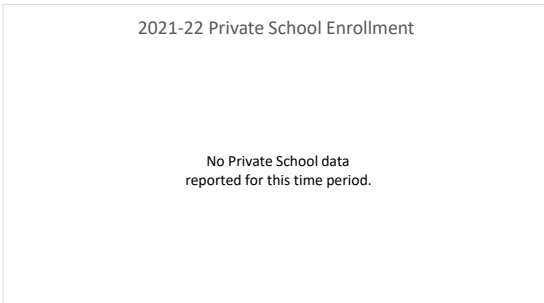 2021-22 Private School Enrollment
No Private School data
reported for this time period.